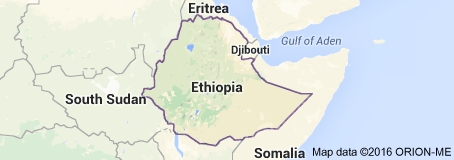 Eritrea
Djibouti
Gulf of Aden
Ethiopia
South Sudan
Somalia
Map data ©2016 ORION-ME